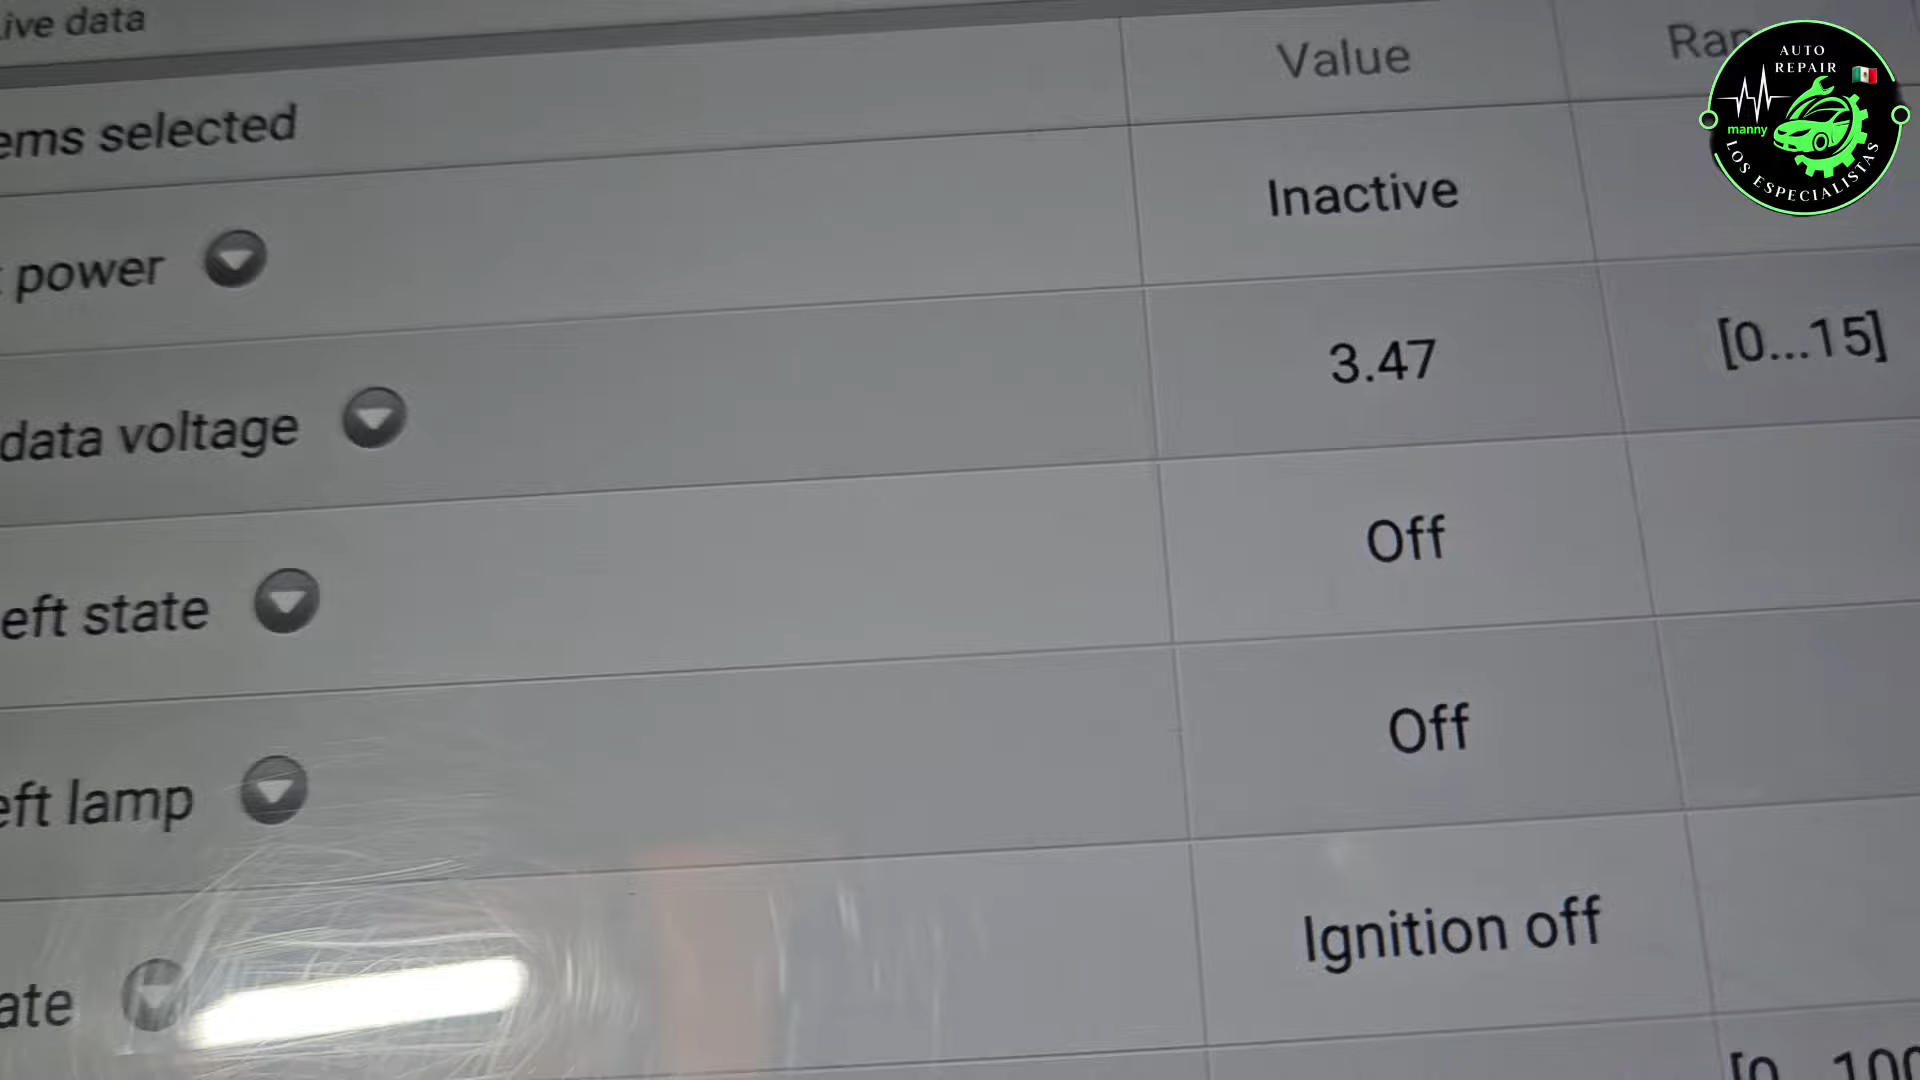 Live data
Value
ems selected
power
Inactive
data voltage
3.47
[0...15]
eft state
Off
eft lamp
Off
ate
Ignition off
AUTO
REPAIR
manny
LOS ESPECIALISTAS